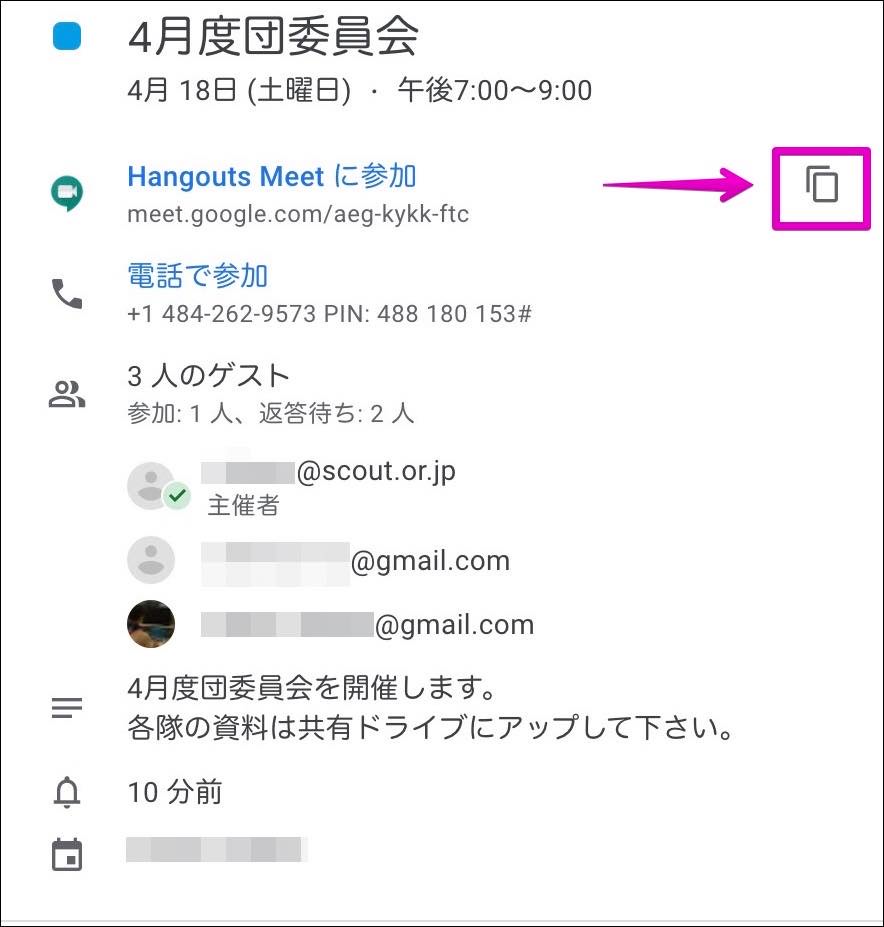 4月度団委員会
4月 18日 (土曜日) ・ 午後7:00〜9:00
Hangouts Meet に参加
meet.google.com/aeg-kykk-ftc
電話で参加
+1 484-262-9573 PIN: 488 180 153#
3 人のゲスト
参加: 1 人、返答待ち: 2 人
@scout.or.jp
主催者
@gmail.com
@gmail.com
4月度団委員会を開催します。
各隊の資料は共有ドライブにアップして下さい。
10 分前